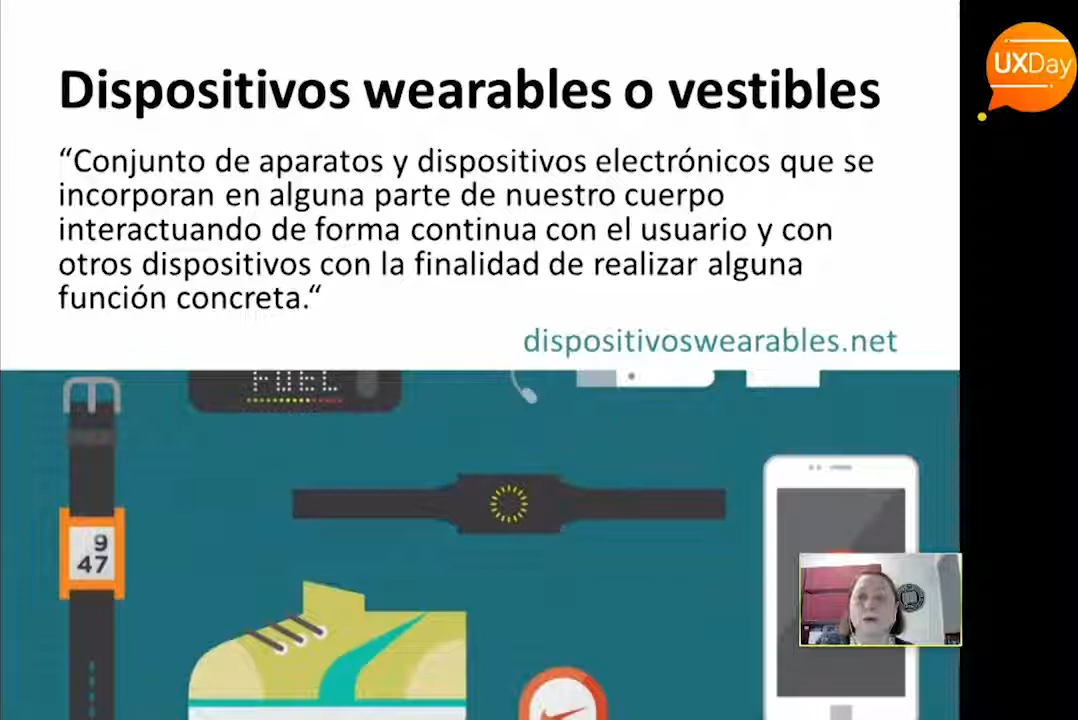 Dispositivos wearables o vestibles
UXDay
“Conjunto de aparatos y dispositivos electrónicos que se
incorporan en alguna parte de nuestro cuerpo
interactuando de forma continua con el usuario y con
otros dispositivos con la finalidad de realizar alguna
función concreta.“
dispositivoswearables.net
FUEL
9
47